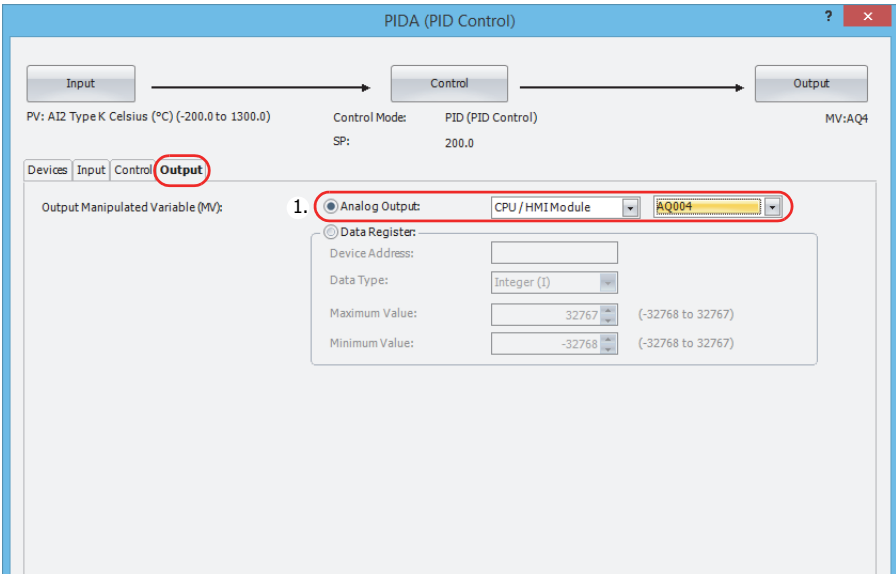 PIDA (PID Control)
? ×
Input Control Output
PV: AI2 Type K Celsius (°C) (-200.0 to 1300.0) Control Mode: PID (PID Control) MV:AQ4
SP: 200.0
Devices Input Control Output
Output Manipulated Variable (MV): 1. Analog Output: CPU / HMI Module AQ004
Data Register:
Device Address:
Data Type: Integer (I)
Maximum Value: 32767 (-32768 to 32767)
Minimum Value: -32768 (-32768 to 32767)